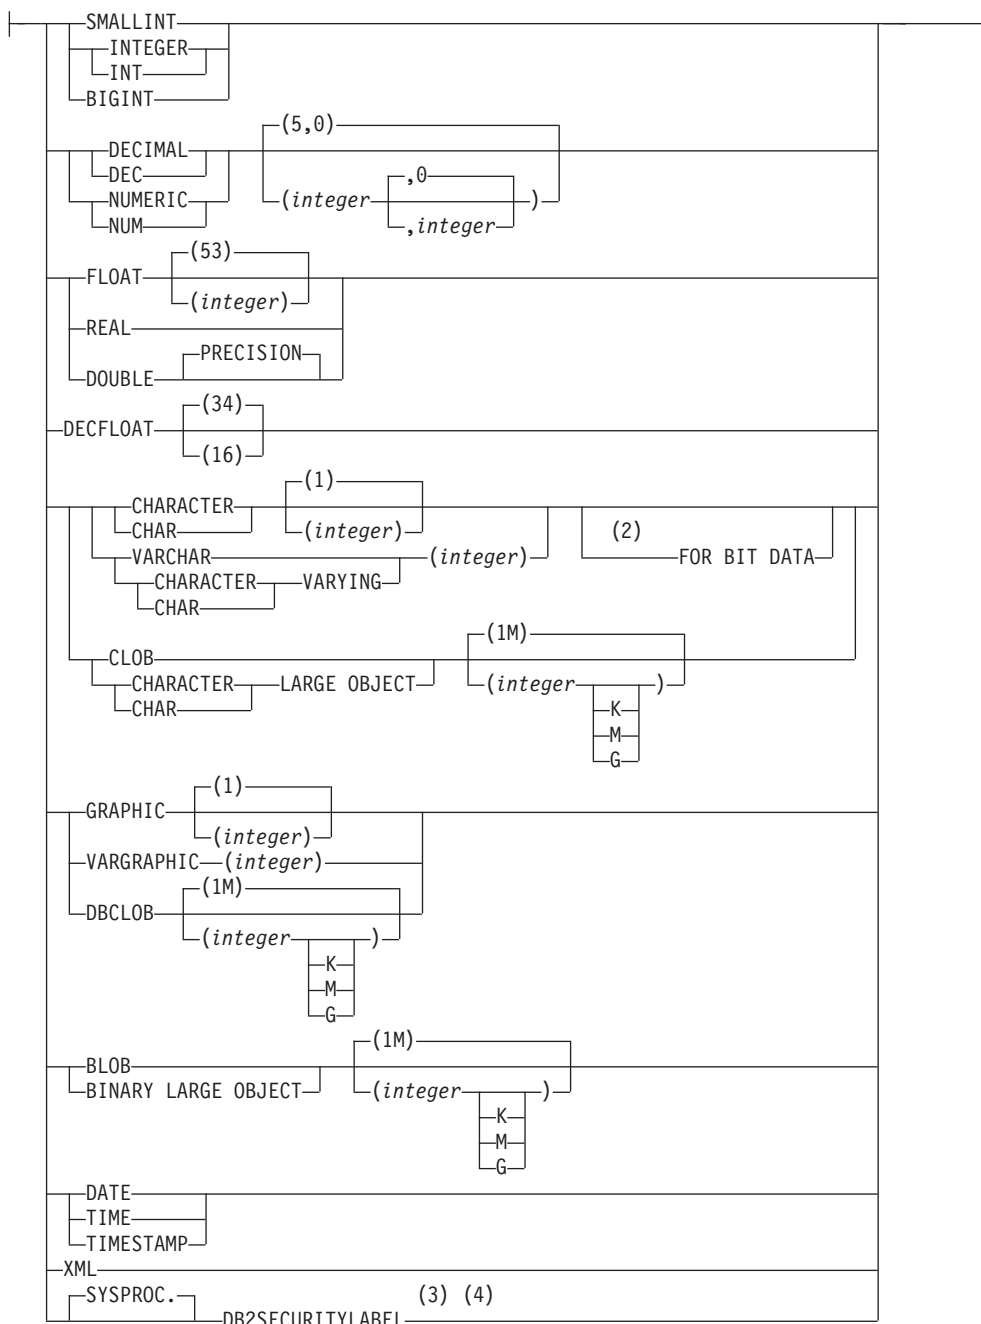 SMALLINT
INTEGER
INT
BIGINT
(5,0)
DECIMAL
DEC
,0
NUMERIC
(integer )
NUM
,integer
(53)
FLOAT
(integer)
REAL
PRECISION
DOUBLE
(34)
DECFLOAT
(16)
(1)
CHARACTER
CHAR
(integer)
(2)
VARCHAR
(integer)
FOR BIT DATA
CHARACTER VARYING
CHAR
(1M)
CLOB
CHARACTER LARGE OBJECT
(integer )
CHAR
K
M
G
(1)
GRAPHIC
(integer)
VARGRAPHIC (integer)
(1M)
DBCLOB
(integer )
K
M
G
(1M)
BLOB
BINARY LARGE OBJECT
(integer )
K
M
G
DATE
TIME
TIMESTAMP
XML
SYSPROC.
(3) (4)
DB2SECURITYLABEL